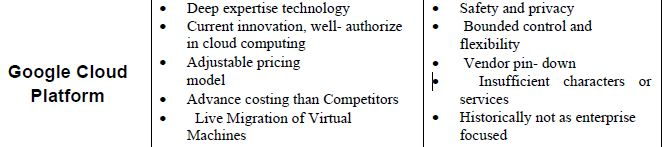 Google Cloud
Platform
• Deep expertise technology
• Current innovation, well- authorize
in cloud computing
• Adjustable pricing
model
• Advance costing than Competitors
• Live Migration of Virtual
Machines
• Safety and privacy
• Bounded control and
flexibility
• Vendor pin- down
• Insufficient characters or
services
• Historically not as enterprise
focused